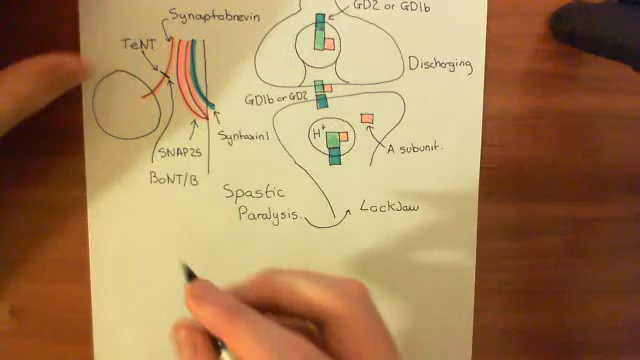 Synaptobrevin
TeNT
SNAP25
BoNT/B
Syntaxin1
GD2 or GD1b
Discharging
GD1b or GD2
H+
A subunit.
Spastic
Paralysis.
Lockjaw